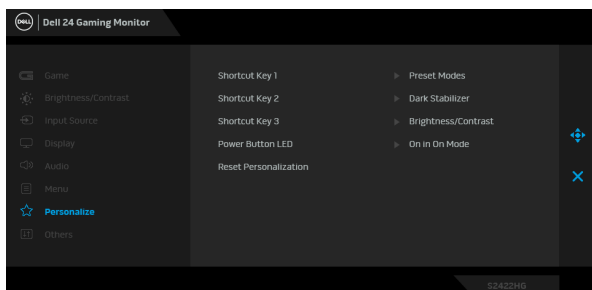 DELL Dell 24 Gaming Monitor
Game
Brightness/Contrast
Input Source
Display
Audio
Menu
Personalize
Others
Shortcut Key 1 Preset Modes
Shortcut Key 2 Dark Stabilizer
Shortcut Key 3 Brightness/Contrast
Power Button LED On in On Mode
Reset Personalization
S2422HG